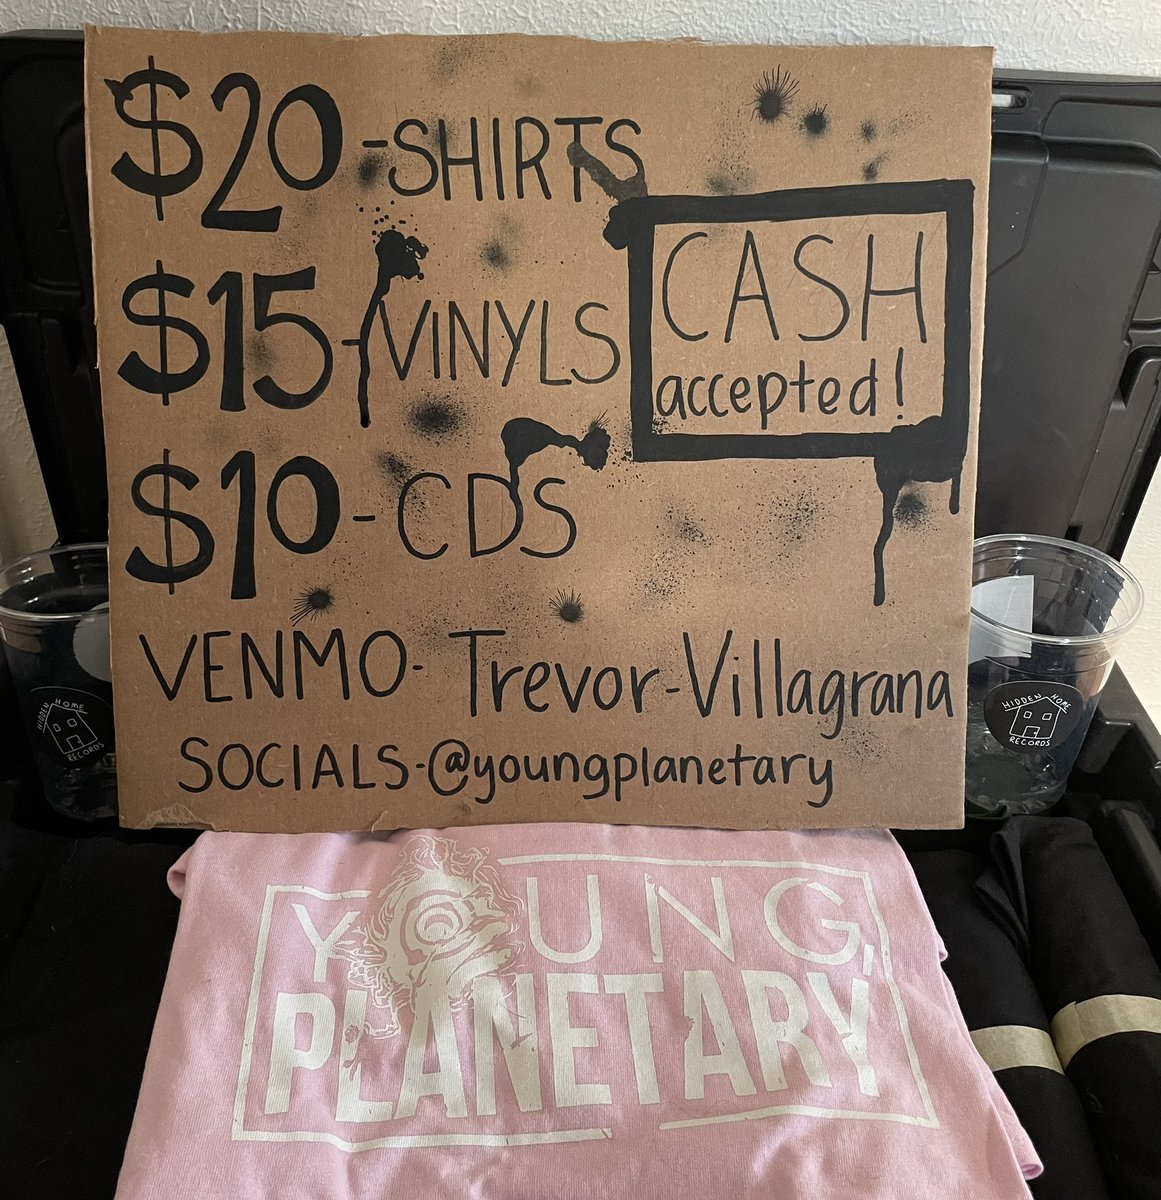 $20-SHIRTS
$15-VINYLS
CASH
accepted!
$10-CDS
VENMO-Trevor-Villagrana
SOCIALS-@youngplanetary
HIDDEN HOME
RECORDS
HIDDEN HOME
RECORDS
YOUNG,
PLANETARY,